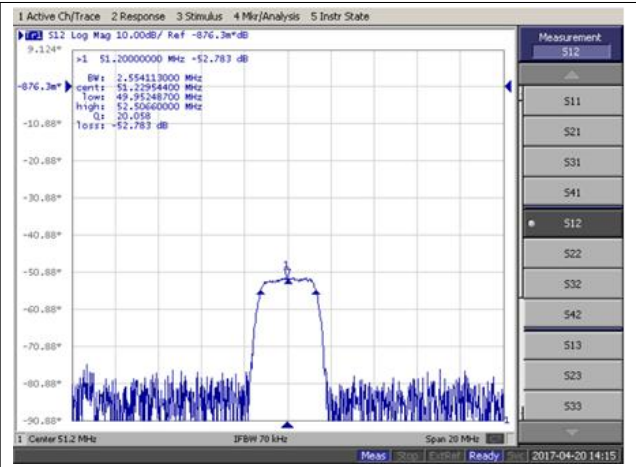 1 Active Ch/Trace 2 Response 3 Stimulus 4 Mkr/Analysis 5 Instr State
Tr1 S12 Log Mag 10.00dB/ Ref -876.3m*dB
9.124*
-876.3m*
-10.88*
-20.88*
-30.88*
-40.88*
-50.88*
-60.88*
-70.88*
-80.88*
-90.88*
>1 51.20000000 MHz -52.783 dB
BW: 2.554113000 MHz
cent: 51.22954400 MHz
low: 49.95248700 MHz
high: 52.50660000 MHz
Q: 20.058
loss: -52.783 dB
1
1
1 Center 51.2 MHz IFBW 70 kHz Span 20 MHz
Meas Stop ExtRef Ready Svc 2017-04-20 14:15
Measurement
S12
S11
S21
S31
S41
S12
S22
S32
S42
S13
S23
S33